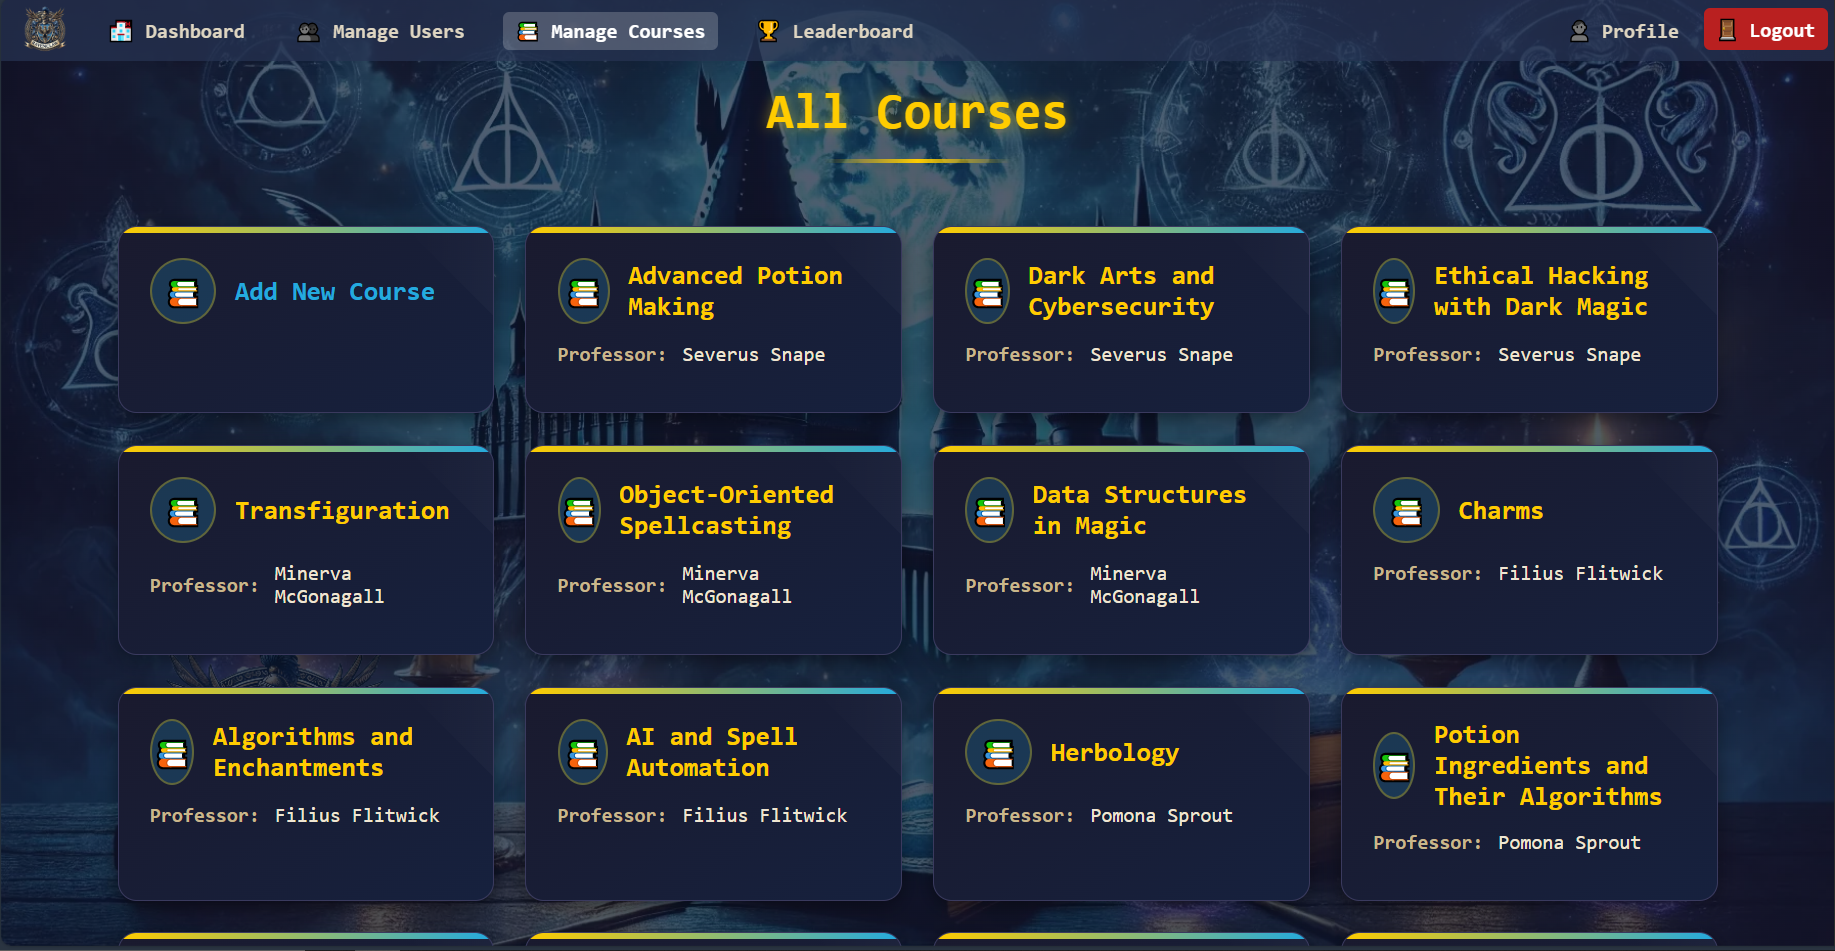 Dashboard
Manage Users
Manage Courses
Leaderboard
Profile
Logout
All Courses
Add New Course
Advanced Potion
Making
Professor: Severus Snape
Dark Arts and
Cybersecurity
Professor: Severus Snape
Ethical Hacking
with Dark Magic
Professor: Severus Snape
Transfiguration
Professor: Minerva
McGonagall
Object-Oriented
Spellcasting
Professor: Minerva
McGonagall
Data Structures
in Magic
Professor: Minerva
McGonagall
Charms
Professor: Filius Flitwick
Algorithms and
Enchantments
Professor: Filius Flitwick
AI and Spell
Automation
Professor: Filius Flitwick
Herbology
Professor: Pomona Sprout
Potion
Ingredients and
Their Algorithms
Professor: Pomona Sprout